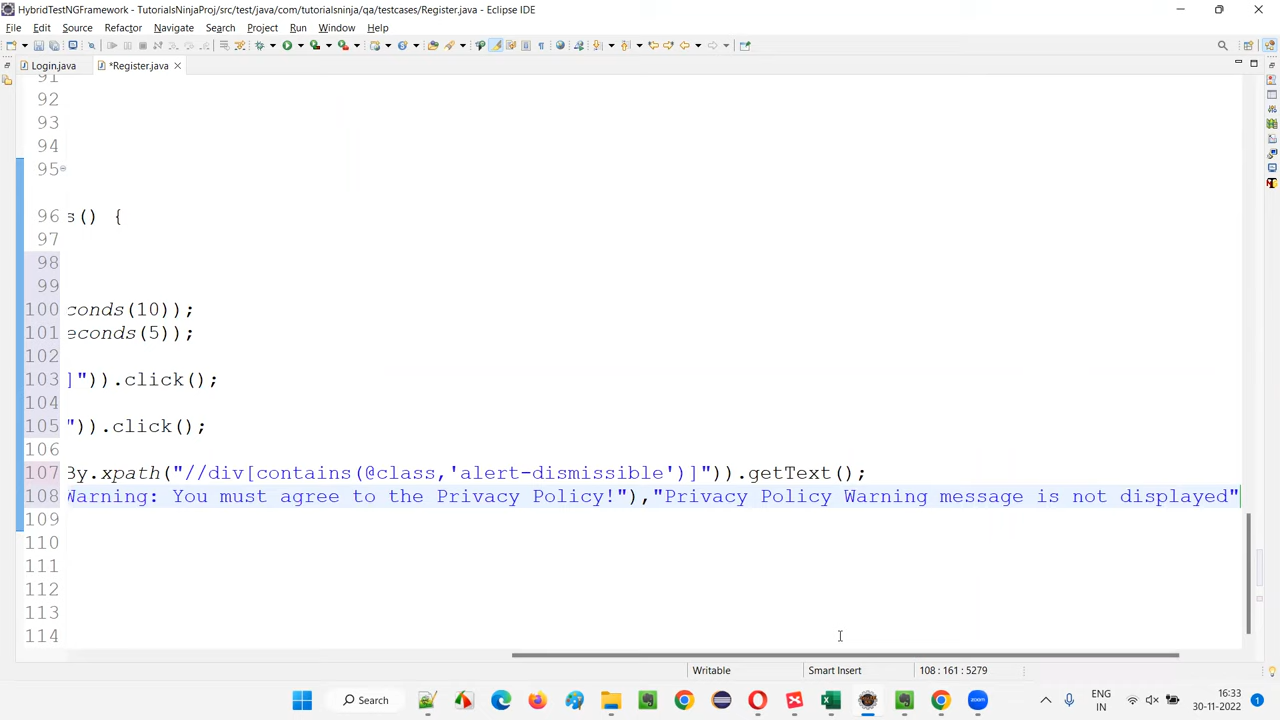 HybridTestNGFramework - TutorialsNinjaProj/src/test/java/com/tutorialsninja/qa/testcases/Register.java - Eclipse IDE
File Edit Source Refactor Navigate Search Project Run Window Help
Login.java *Register.java
91
92
93
94
95
96 s() {
97
98
99
100 conds(10));
101 econds(5));
102
103 ]")).click();
104
105 ")).click();
106
107 By.xpath("//div[contains(@class,'alert-dismissible')]")).getText();
108 Warning: You must agree to the Privacy Policy!"),"Privacy Policy Warning message is not displayed"
109
110
111
112
113
114
Writable Smart Insert 108 : 161 : 5279
Search
zoom
ENG
IN
16:33
30-11-2022
1